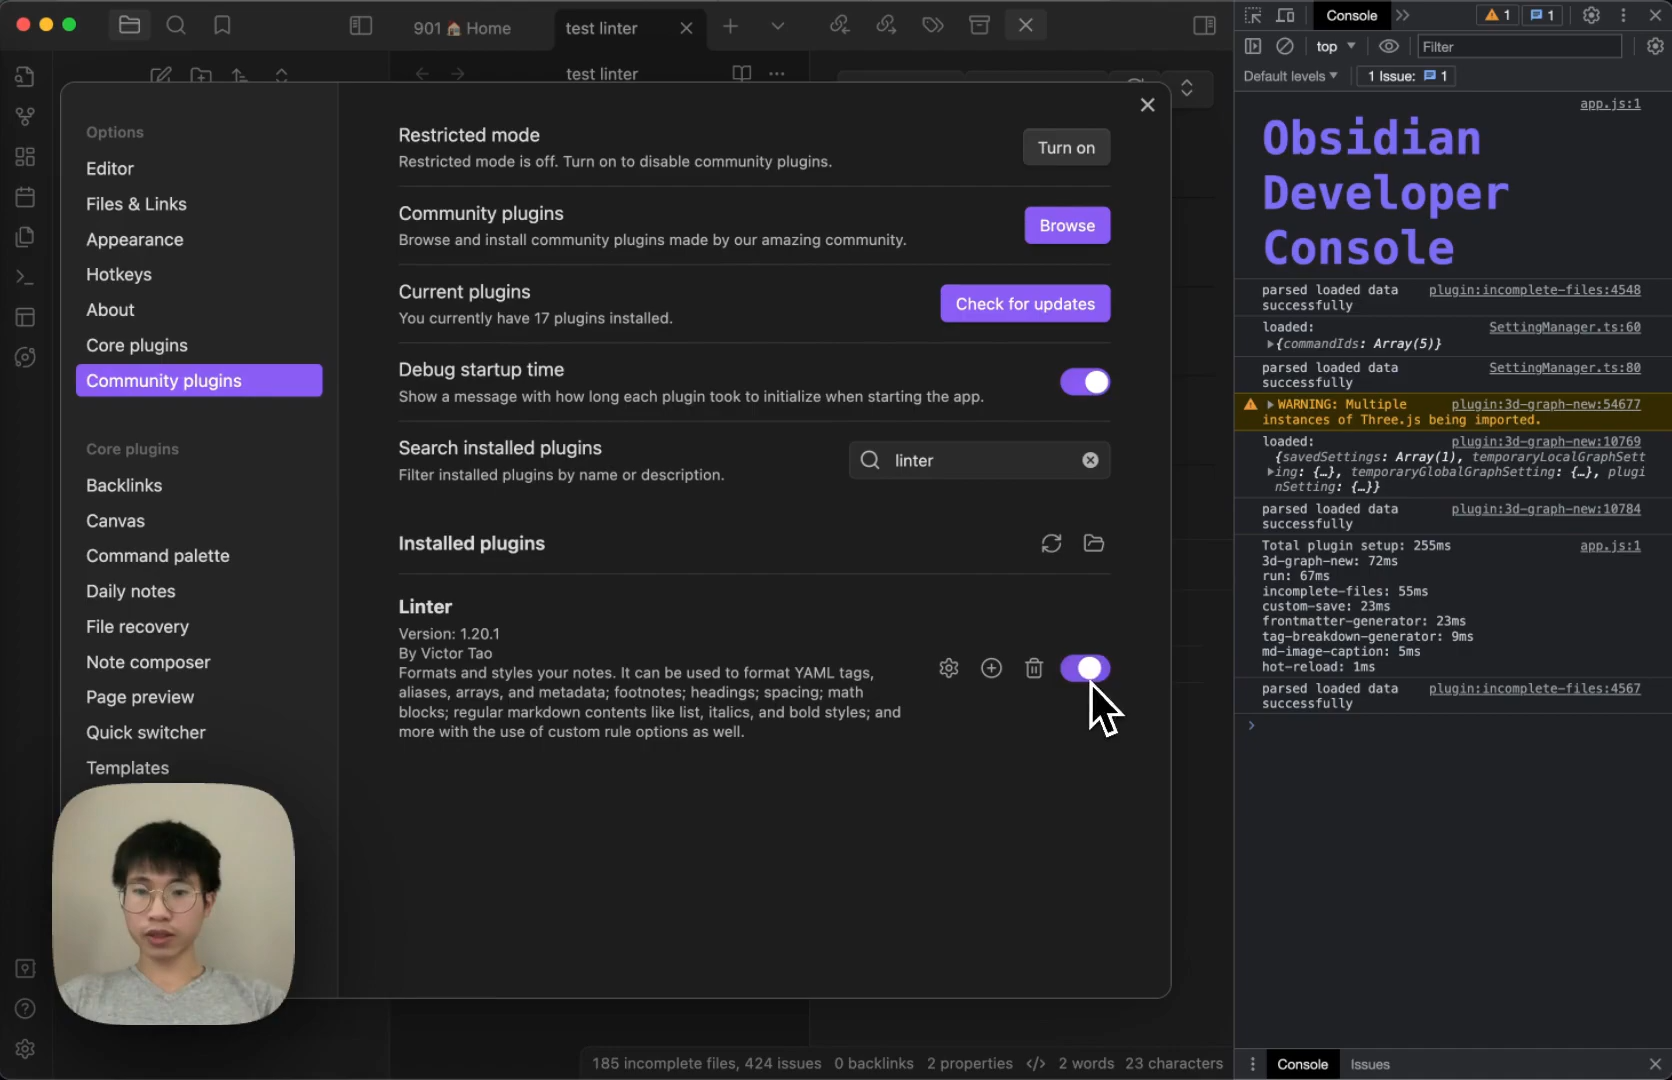 901 🏠 Home
test linter
test linter
Options
Editor
Files & Links
Appearance
Hotkeys
About
Core plugins
Community plugins
Core plugins
Backlinks
Canvas
Command palette
Daily notes
File recovery
Note composer
Page preview
Quick switcher
Templates
Restricted mode
Restricted mode is off. Turn on to disable community plugins.
Turn on
Community plugins
Browse and install community plugins made by our amazing community.
Browse
Current plugins
You currently have 17 plugins installed.
Check for updates
Debug startup time
Show a message with how long each plugin took to initialize when starting the app.
Search installed plugins
Filter installed plugins by name or description.
linter
Installed plugins
Linter
Version: 1.20.1
By Victor Tao
Formats and styles your notes. It can be used to format YAML tags,
aliases, arrays, and metadata; footnotes; headings; spacing; math
blocks; regular markdown contents like list, italics, and bold styles; and
more with the use of custom rule options as well.
185 incomplete files, 424 issues 0 backlinks 2 properties </> 2 words 23 characters
Console
1
1
top
Filter
Default levels
1 Issue: 1
app.js:1
Obsidian
Developer
Console
parsed loaded data plugin:incomplete-files:4548
successfully
loaded: SettingManager.ts:60
{commandIds: Array(5)}
parsed loaded data SettingManager.ts:80
successfully
WARNING: Multiple plugin:3d-graph-new:54677
instances of Three.js being imported.
loaded: plugin:3d-graph-new:10769
{savedSettings: Array(1), temporaryLocalGraphSett
ing: {…}, temporaryGlobalGraphSetting: {…}, plugi
nSetting: {…}}
parsed loaded data plugin:3d-graph-new:10784
successfully
Total plugin setup: 255ms app.js:1
3d-graph-new: 72ms
run: 67ms
incomplete-files: 55ms
custom-save: 23ms
frontmatter-generator: 23ms
tag-breakdown-generator: 9ms
md-image-caption: 5ms
hot-reload: 1ms
parsed loaded data plugin:incomplete-files:4567
successfully
Console
Issues